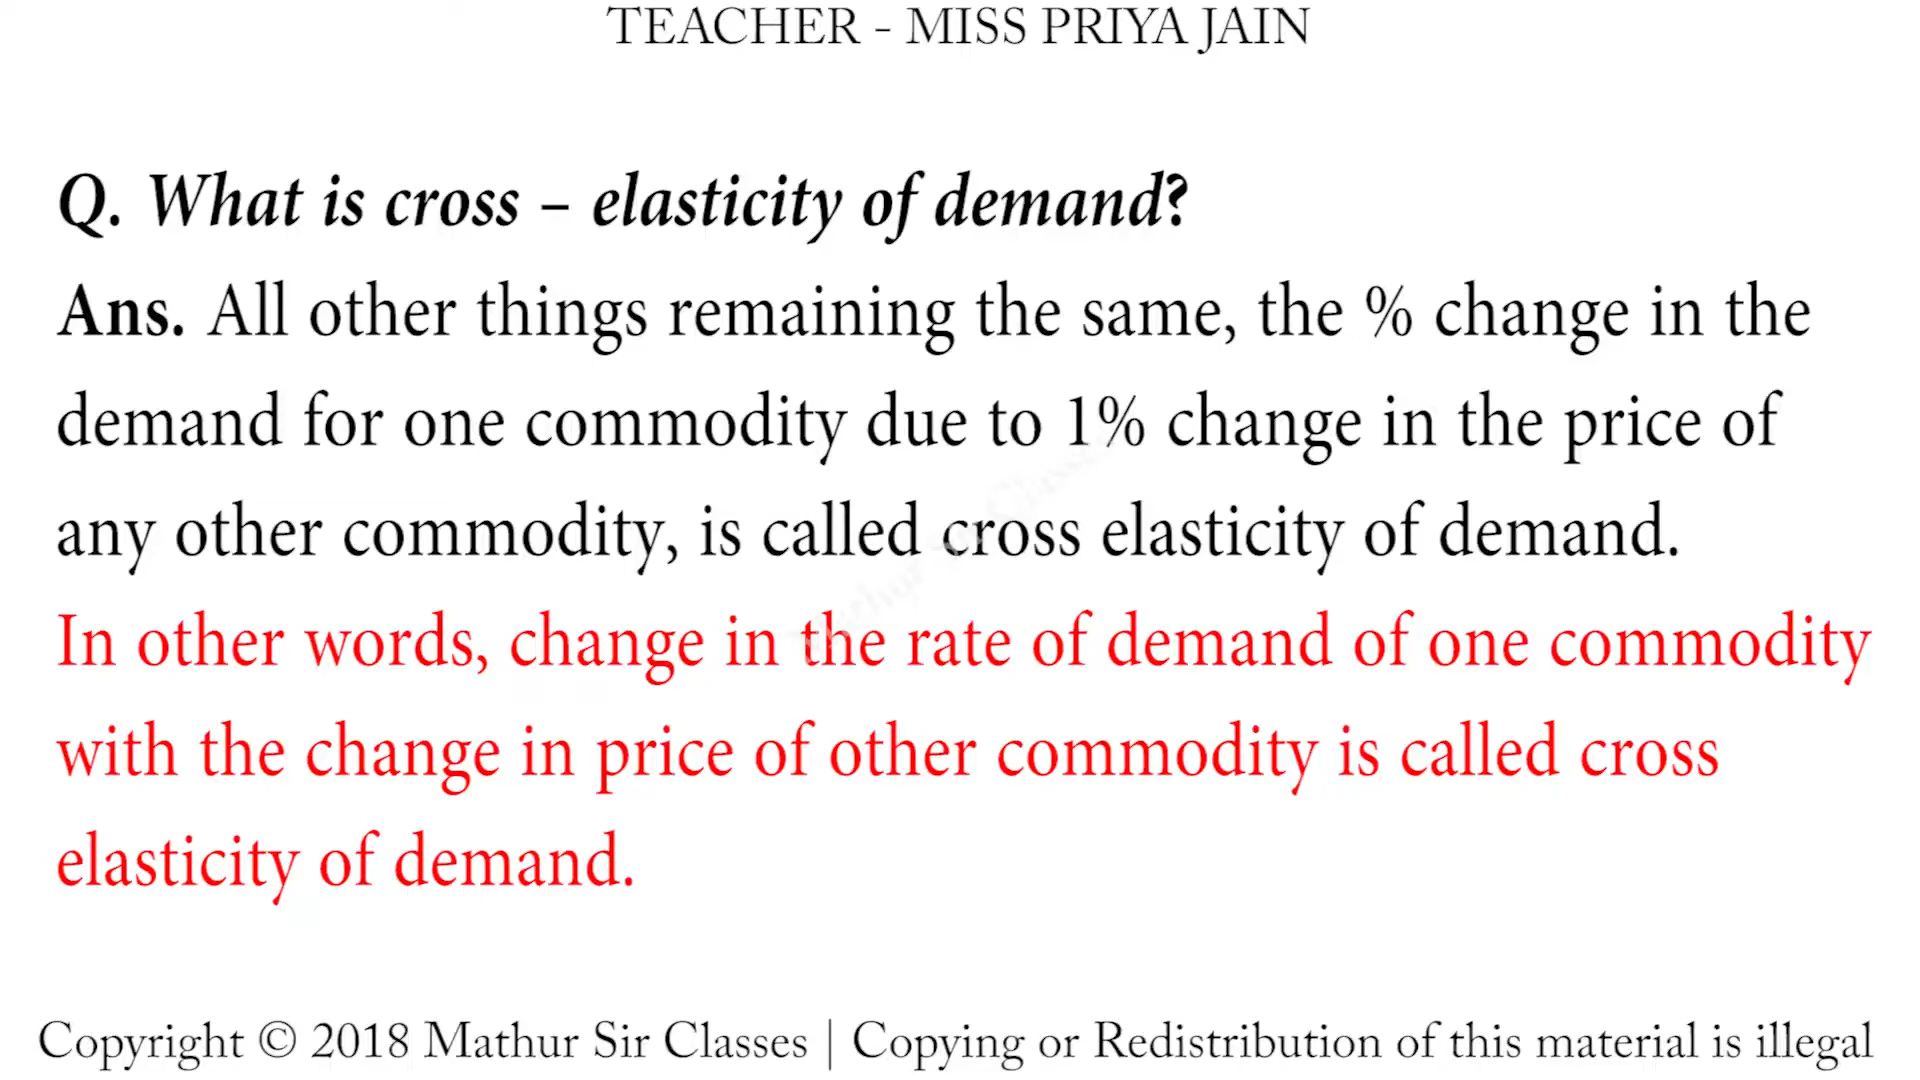 TEACHER - MISS PRIYA JAIN
Q. What is cross – elasticity of demand?
Ans. All other things remaining the same, the % change in the
demand for one commodity due to 1% change in the price of
any other commodity, is called cross elasticity of demand.
In other words, change in the rate of demand of one commodity
with the change in price of other commodity is called cross
elasticity of demand.
Mathur Sir Classes
Copyright © 2018 Mathur Sir Classes | Copying or Redistribution of this material is illegal